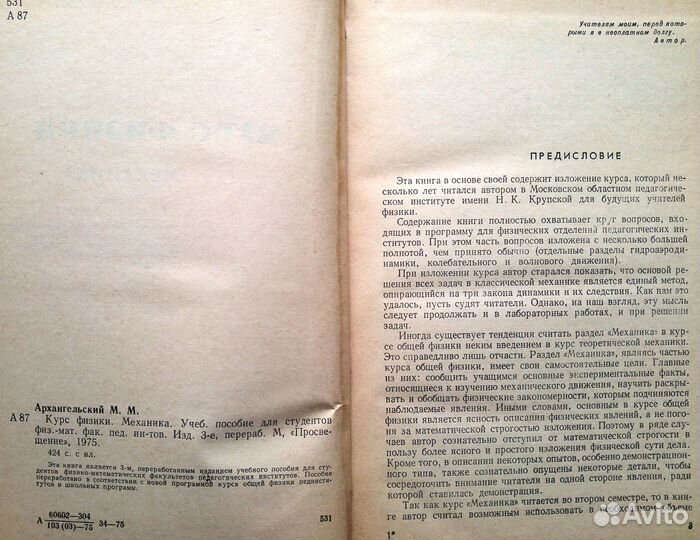 531
А 87
Архангельский М. М.
А 87 Курс физики. Механика. Учеб. пособие для студентов
физ.-мат. фак. пед. ин-тов. Изд. 3-е, перераб. М, «Просве-
щение», 1975.
424 с. с ил.
Эта книга является 3-м, переработанным изданием учебного пособия для сту-
дентов физико-математических факультетов педагогических институтов. Пособие
переработано в соответствии с новой программой курса общей физики пединсти-
тутов и школьных программ.
А 60602—304
103 (03)—75 34—75 531
Учителям моим, перед кото-
рыми я в неоплатном долгу.
Автор.
ПРЕДИСЛОВИЕ
Эта книга в основе своей содержит изложение курса, который не-
сколько лет читался автором в Московском областном педагогиче-
ском институте имени Н. К. Крупской для будущих учителей
физики.
Содержание книги полностью охватывает круг вопросов, вхо-
дящих в программу для физических отделений педагогических ин-
ститутов. При этом часть вопросов изложена с несколько большей
полнотой, чем принято обычно (отдельные разделы гидроаэроди-
намики, колебательного и волнового движения).
При изложении курса автор старался показать, что основой ре-
шения всех задач в классической механике является единый метод,
опирающийся на три закона динамики и их следствия. Как нам это
удалось, пусть судят читатели. Однако, на наш взгляд, эту мысль
следует продолжать и в лабораторных работах, и при решении
задач.
Иногда существует тенденция считать раздел «Механика» в кур-
се общей физики неким введением в курс теоретической механики.
Это справедливо лишь отчасти. Раздел «Механика», являясь частью
курса общей физики, имеет свои самостоятельные цели. Главные
из них: сообщить учащимся основные экспериментальные факты,
относящиеся к изучению механического движения, научить раскры-
вать и обобщать физические закономерности, которым подчиняются
наблюдаемые явления. Иными словами, основным в курсе общей
физики является ясность описания физических явлений, а не пого-
ня за математической строгостью изложения. Поэтому в ряде слу-
чаев автор сознательно отступил от математической строгости в
пользу более ясного и простого изложения физической сути дела.
Кроме того, в описании некоторых опытов, особенно демонстрацион-
ного типа, также сознательно опущены некоторые детали, чтобы
сосредоточить внимание читателя на одной стороне явления, ради
которой ставилась демонстрация.
Так как курс «Механика» читается во втором семестре, то в кни-
ге автор считал возможным использовать в необходимом объеме
1* 3
Avito